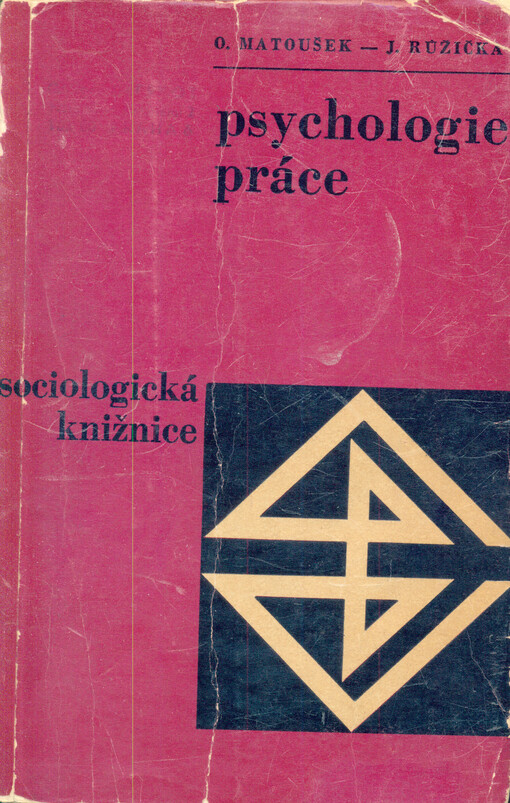 O. MATOUŠEK — J. RŮŽIČKA
psychologie
práce
sociologická
knižnice